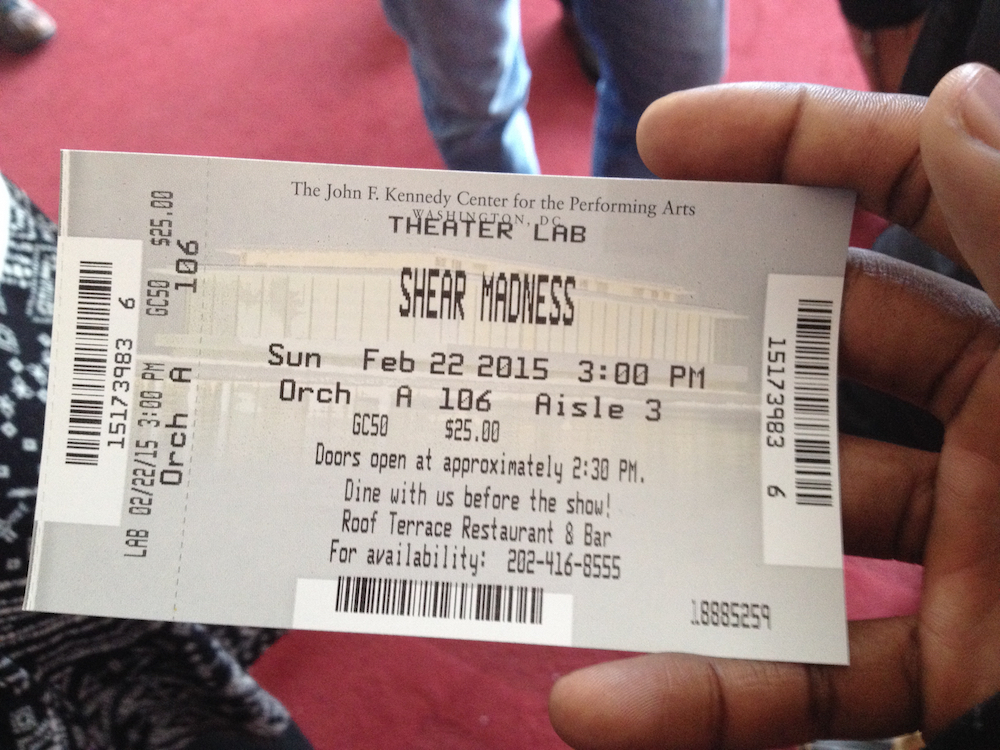 The John F. Kennedy Center for the Performing Arts
WASHINGTON, DC
THEATER LAB
SHEAR MADNESS
Sun Feb 22 2015 3:00 PM
Orch A 106 Aisle 3
GC50 $25.00
Doors open at approximately 2:30 PM.
Dine with us before the show!
Roof Terrace Restaurant & Bar
For availability: 202-416-8555
18885259
15173983 6
LAB 02/22/15 3:00 PM GC50 $25.00
Orch A 106
15173983 6